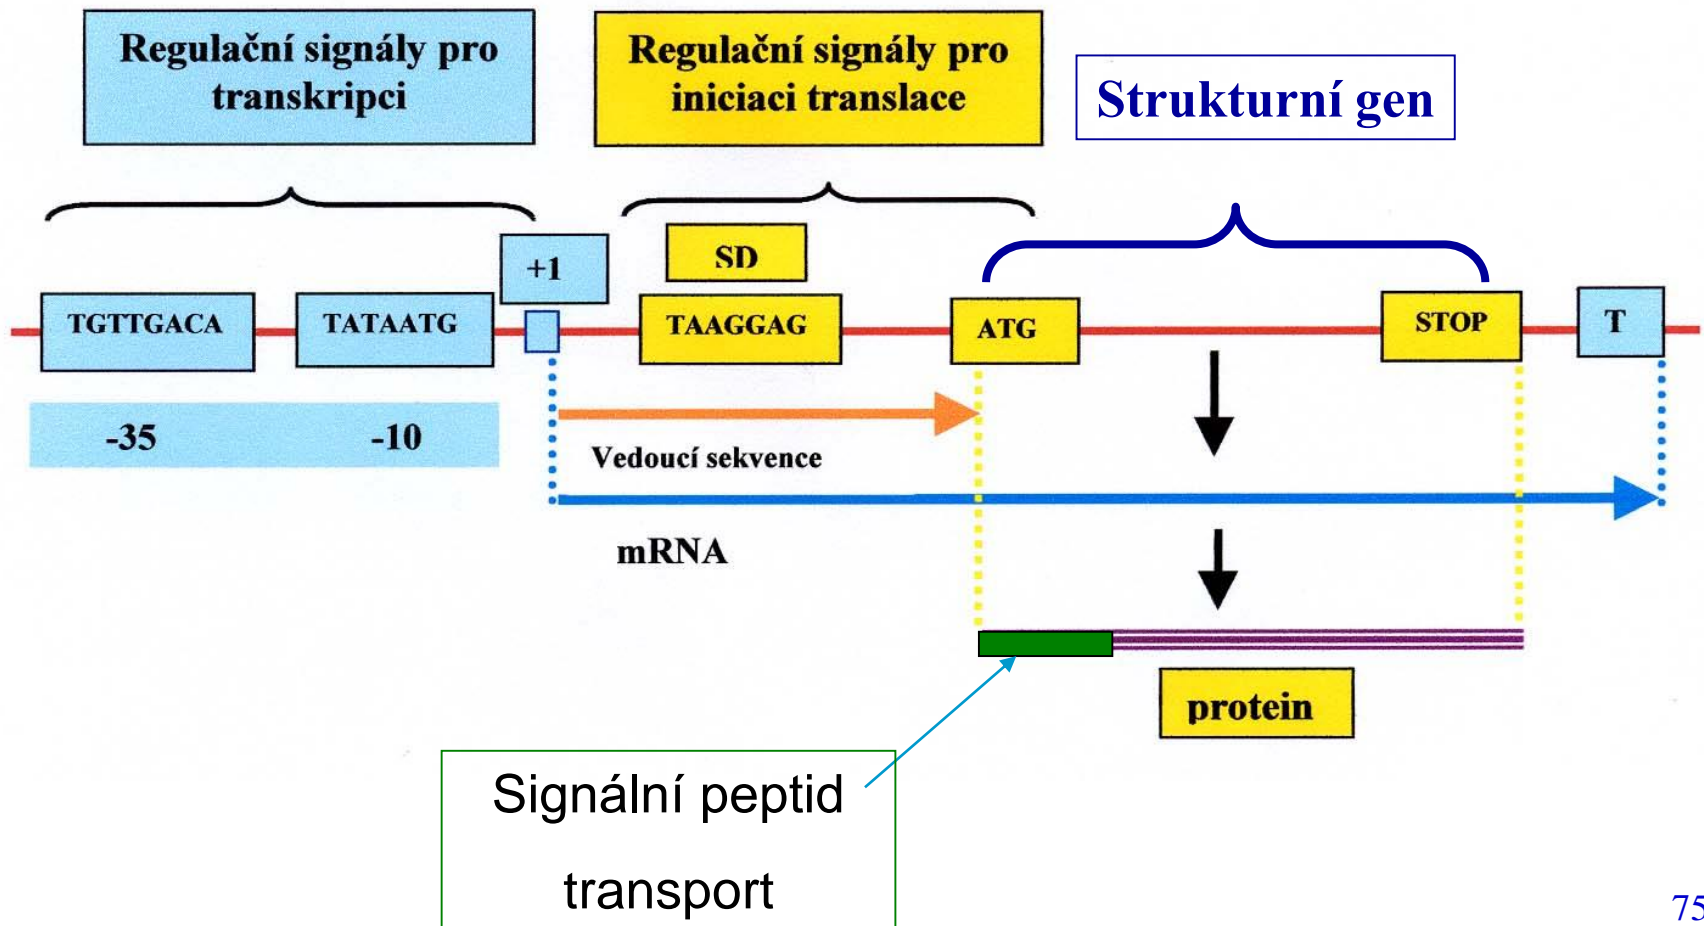 Regulační signály pro
transkripci
Regulační signály pro
iniciaci translace
Strukturní gen
+1
SD
TGTTGACA
TATAATG
TAAGGAG
ATG
STOP
T
-35
-10
Vedoucí sekvence
mRNA
protein
Signální peptid
transport
75